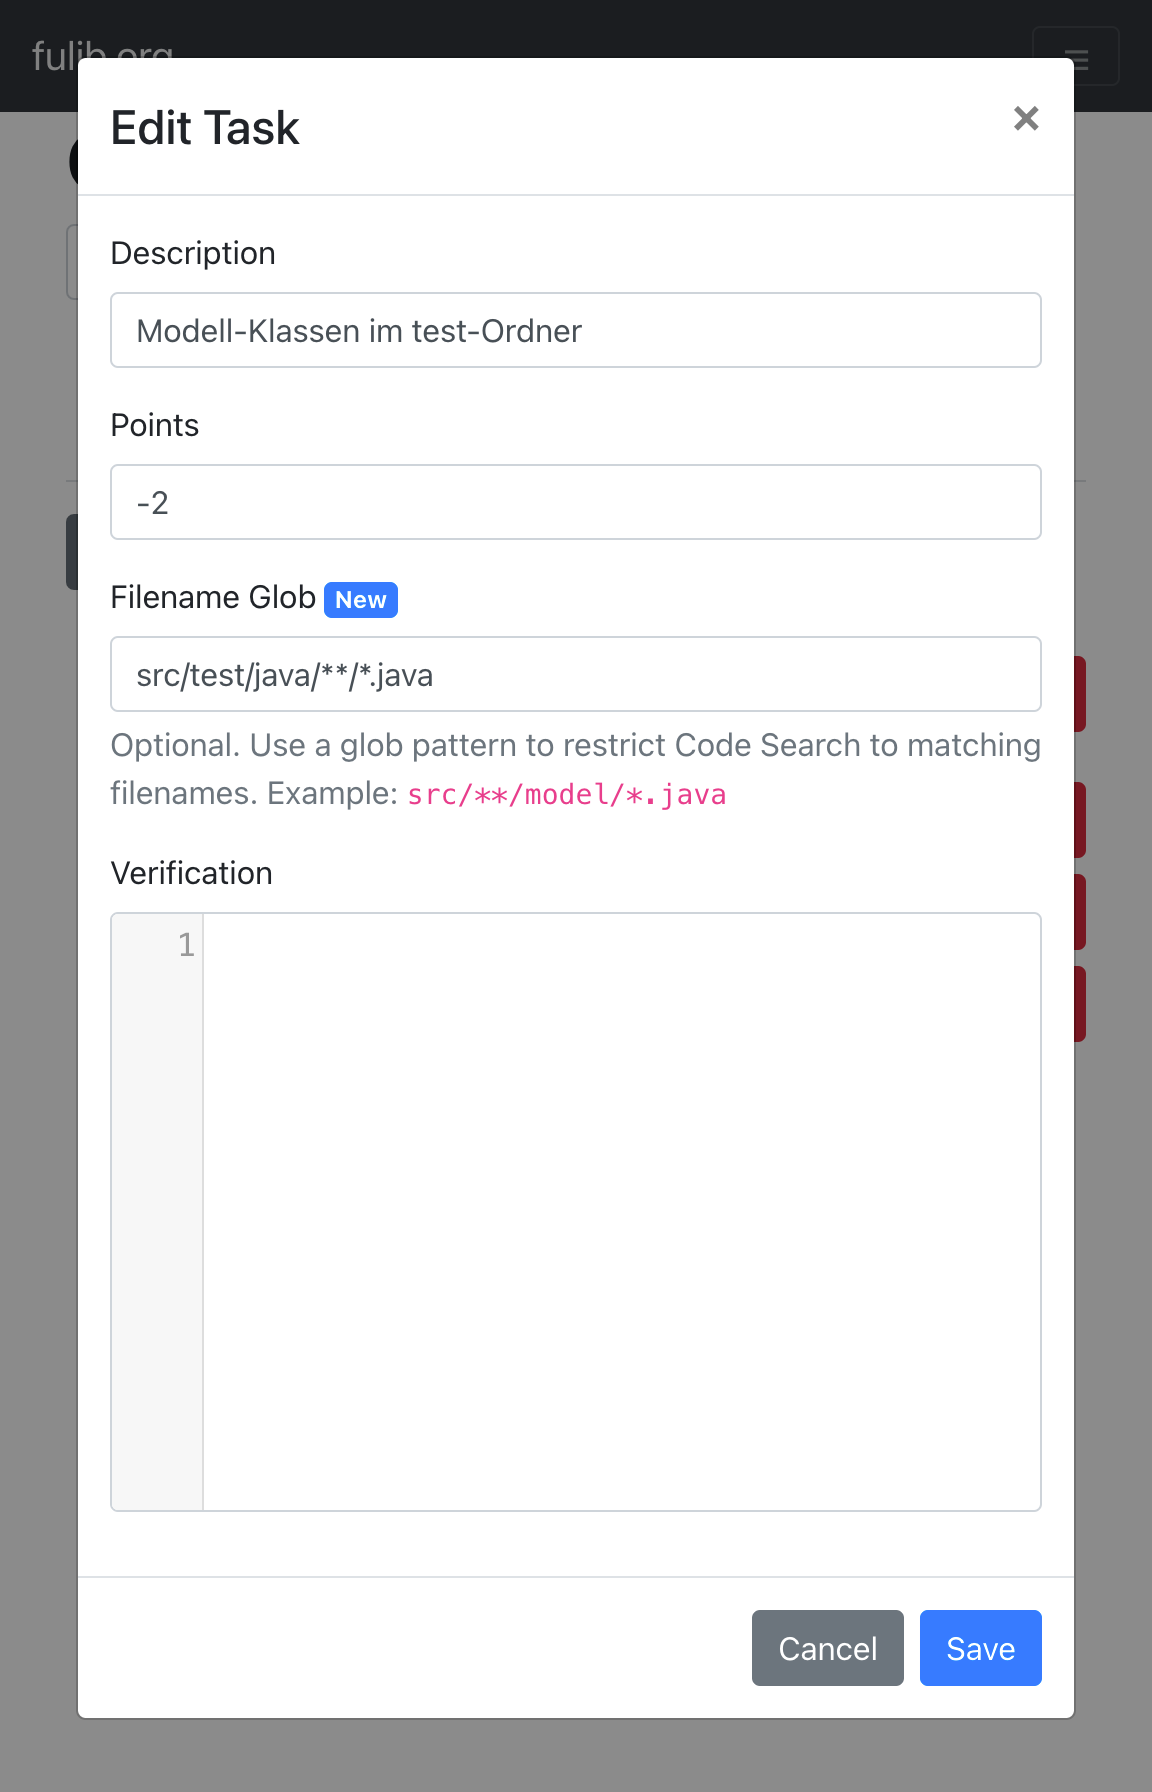 fulib.org
Edit Task
×
Description
Modell-Klassen im test-Ordner
Points
-2
Filename Glob New
src/test/java/**/*.java
Optional. Use a glob pattern to restrict Code Search to matching
filenames. Example: src/**/model/*.java
Verification
1
Cancel Save